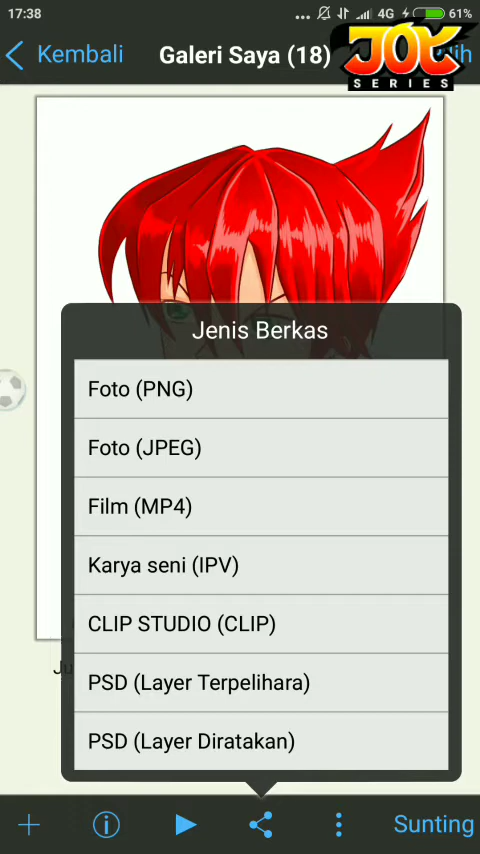 17:38
4G
61%
Kembali
Galeri Saya (18)
JOY
SERIES
Jenis Berkas
Foto (PNG)
Foto (JPEG)
Film (MP4)
Karya seni (IPV)
CLIP STUDIO (CLIP)
PSD (Layer Terpelihara)
PSD (Layer Diratakan)
Sunting